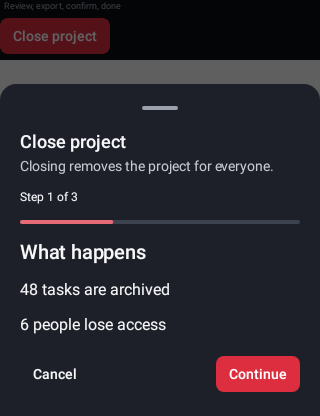 Review, export, confirm, done
Close project
Close project
Closing removes the project for everyone.
Step 1 of 3
What happens
48 tasks are archived
6 people lose access
Cancel
Continue